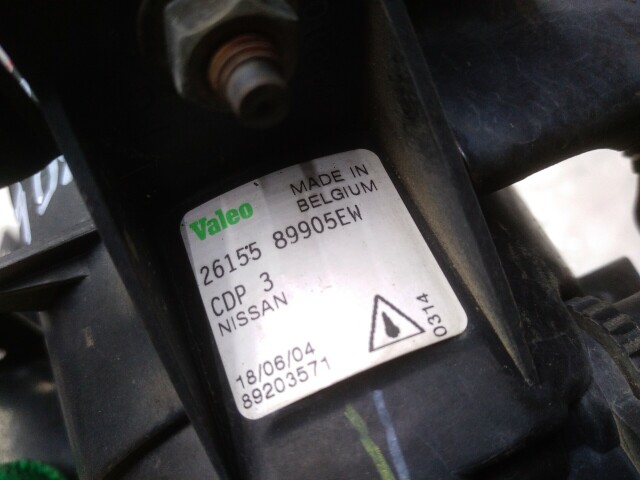 Valeo
MADE IN
BELGIUM
26155 89905EW
CDP 3
NISSAN
18/06/04
89203571
0314